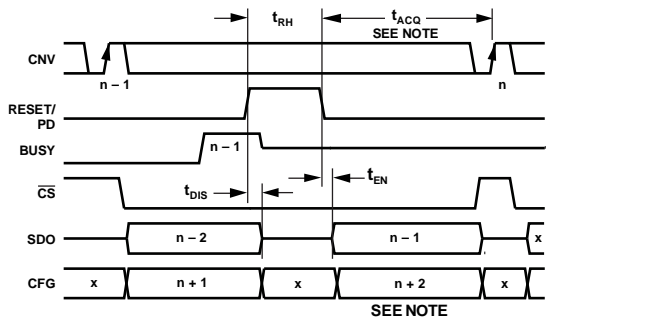 tRH
tACQ
SEE NOTE
CNV
n – 1
n
RESET/
PD
BUSY
n – 1
tDIS
tEN
CS
SDO
n – 2
n – 1
x
CFG
x
n + 1
x
n + 2
x
SEE NOTE